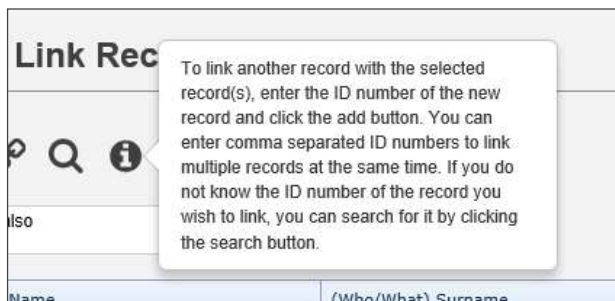 Link Rec
To link another record with the selected
record(s), enter the ID number of the new
record and click the add button. You can
enter comma separated ID numbers to link
multiple records at the same time. If you do
not know the ID number of the record you
wish to link, you can search for it by clicking
the search button.
also
Name (Who/What) Surname